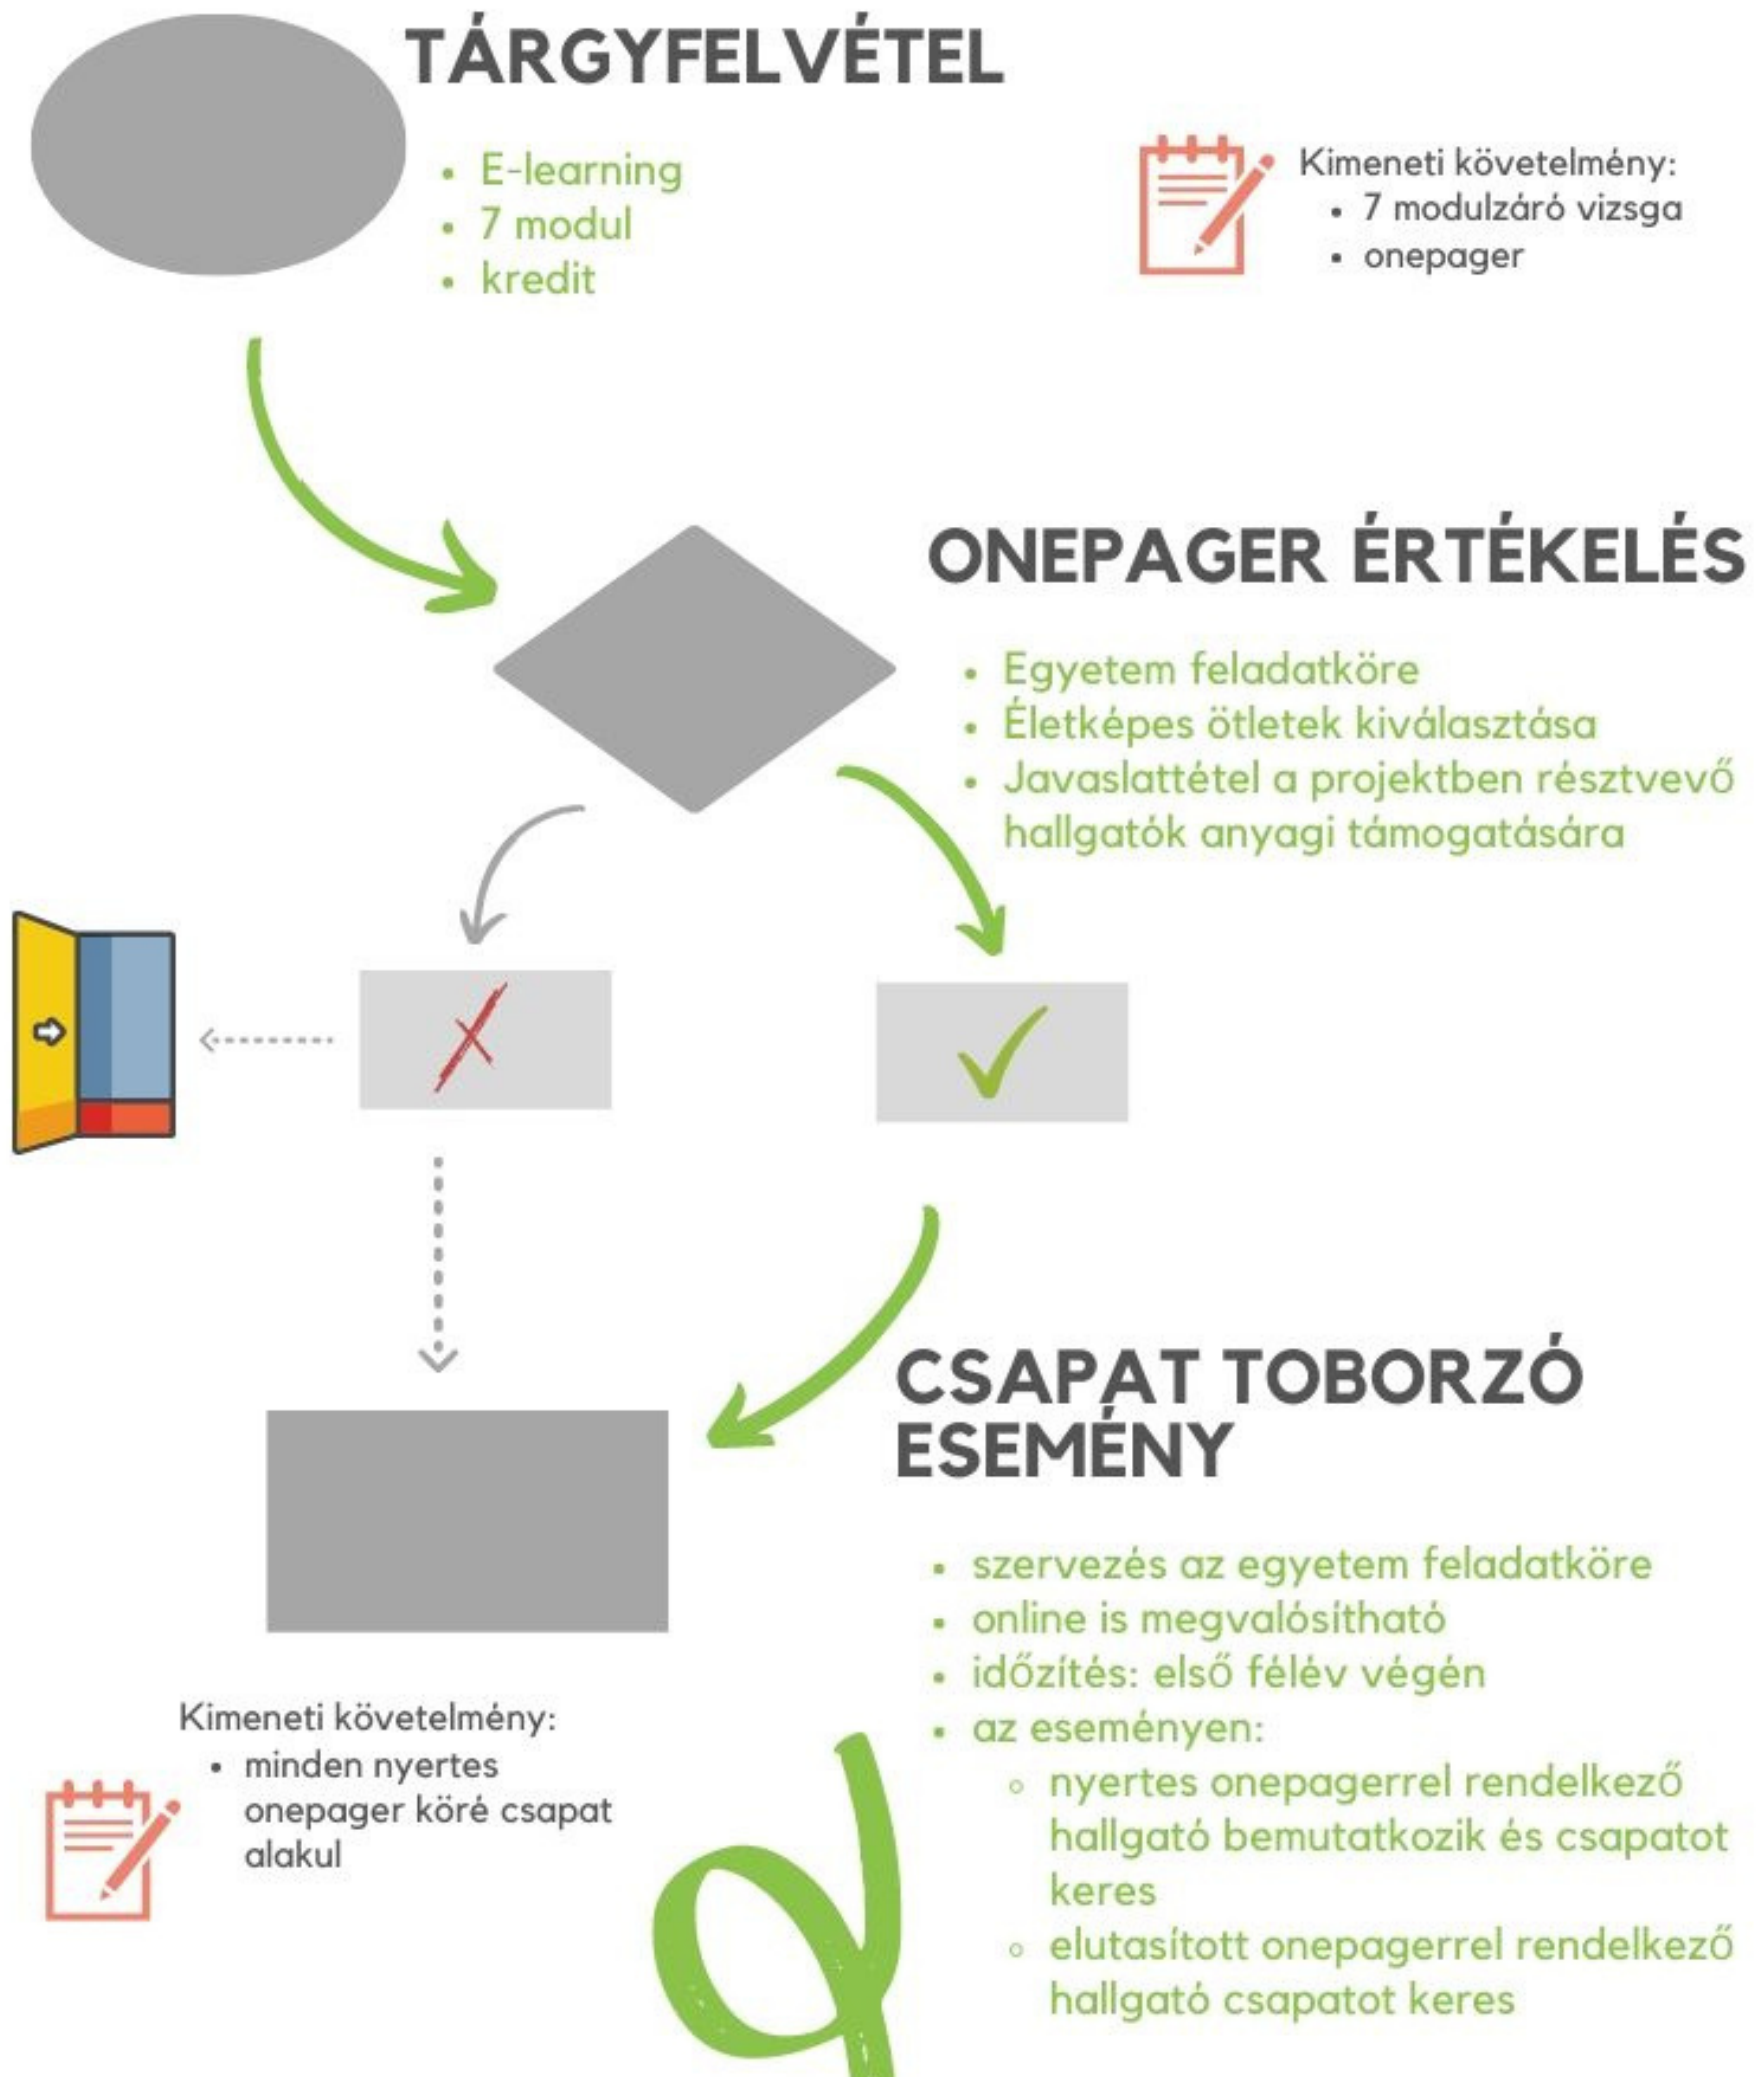 TÁRGYFELVÉTEL
• E-learning
• 7 modul
• kredit
Kimeneti követelmény:
• 7 modulzáró vizsga
• onepager
ONEPAGER ÉRTÉKELÉS
• Egyetem feladatköre
• Életképes ötletek kiválasztása
• Javaslattétel a projektben résztvevő
hallgatók anyagi támogatására
CSAPAT TOBORZÓ
ESEMÉNY
• szervezés az egyetem feladatköre
• online is megvalósítható
• időzítés: első félév végén
• az eseményen:
◦ nyertes onepagerrel rendelkező
hallgató bemutatkozik és csapatot
keres
◦ elutasított onepagerrel rendelkező
hallgató csapatot keres
Kimeneti követelmény:
• minden nyertes
onepager köré csapat
alakul